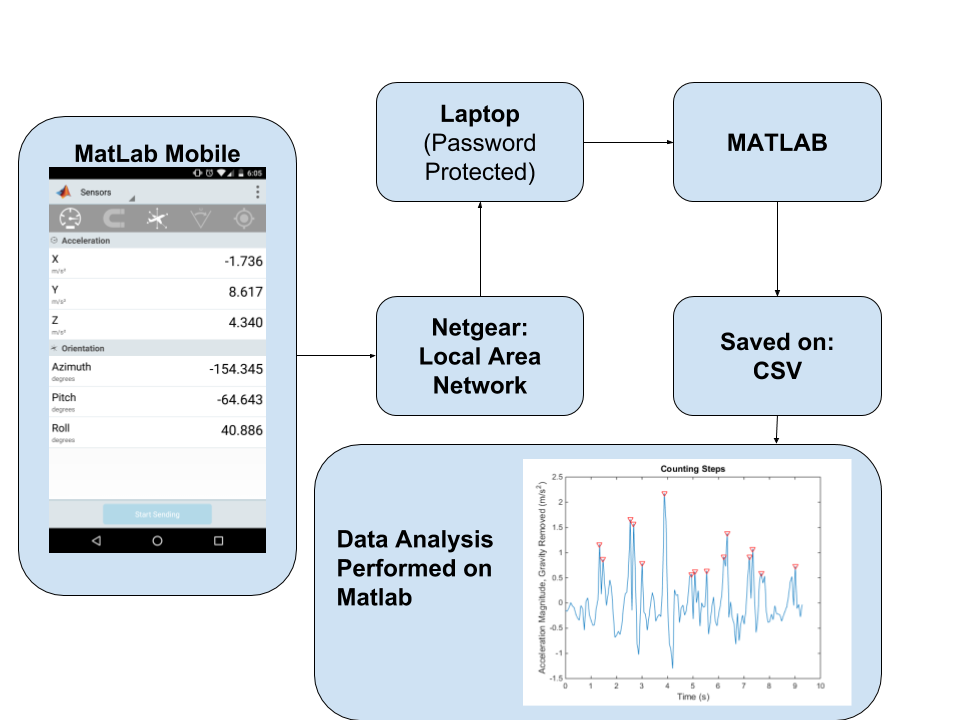 MatLab Mobile
6:05
Sensors
Acceleration
X
-1.736
m/s²
Y
8.617
m/s²
Z
4.340
m/s²
Orientation
Azimuth
-154.345
degrees
Pitch
-64.643
degrees
Roll
40.886
degrees
Start Sending
Laptop
(Password
Protected)
MATLAB
Netgear:
Local Area
Network
Saved on:
CSV
Data Analysis
Performed on
Matlab
Counting Steps
Acceleration Magnitude, Gravity Removed (m/s²)
2.5
2
1.5
1
0.5
0
-0.5
-1
-1.5
0 1 2 3 4 5 6 7 8 9 10
Time (s)